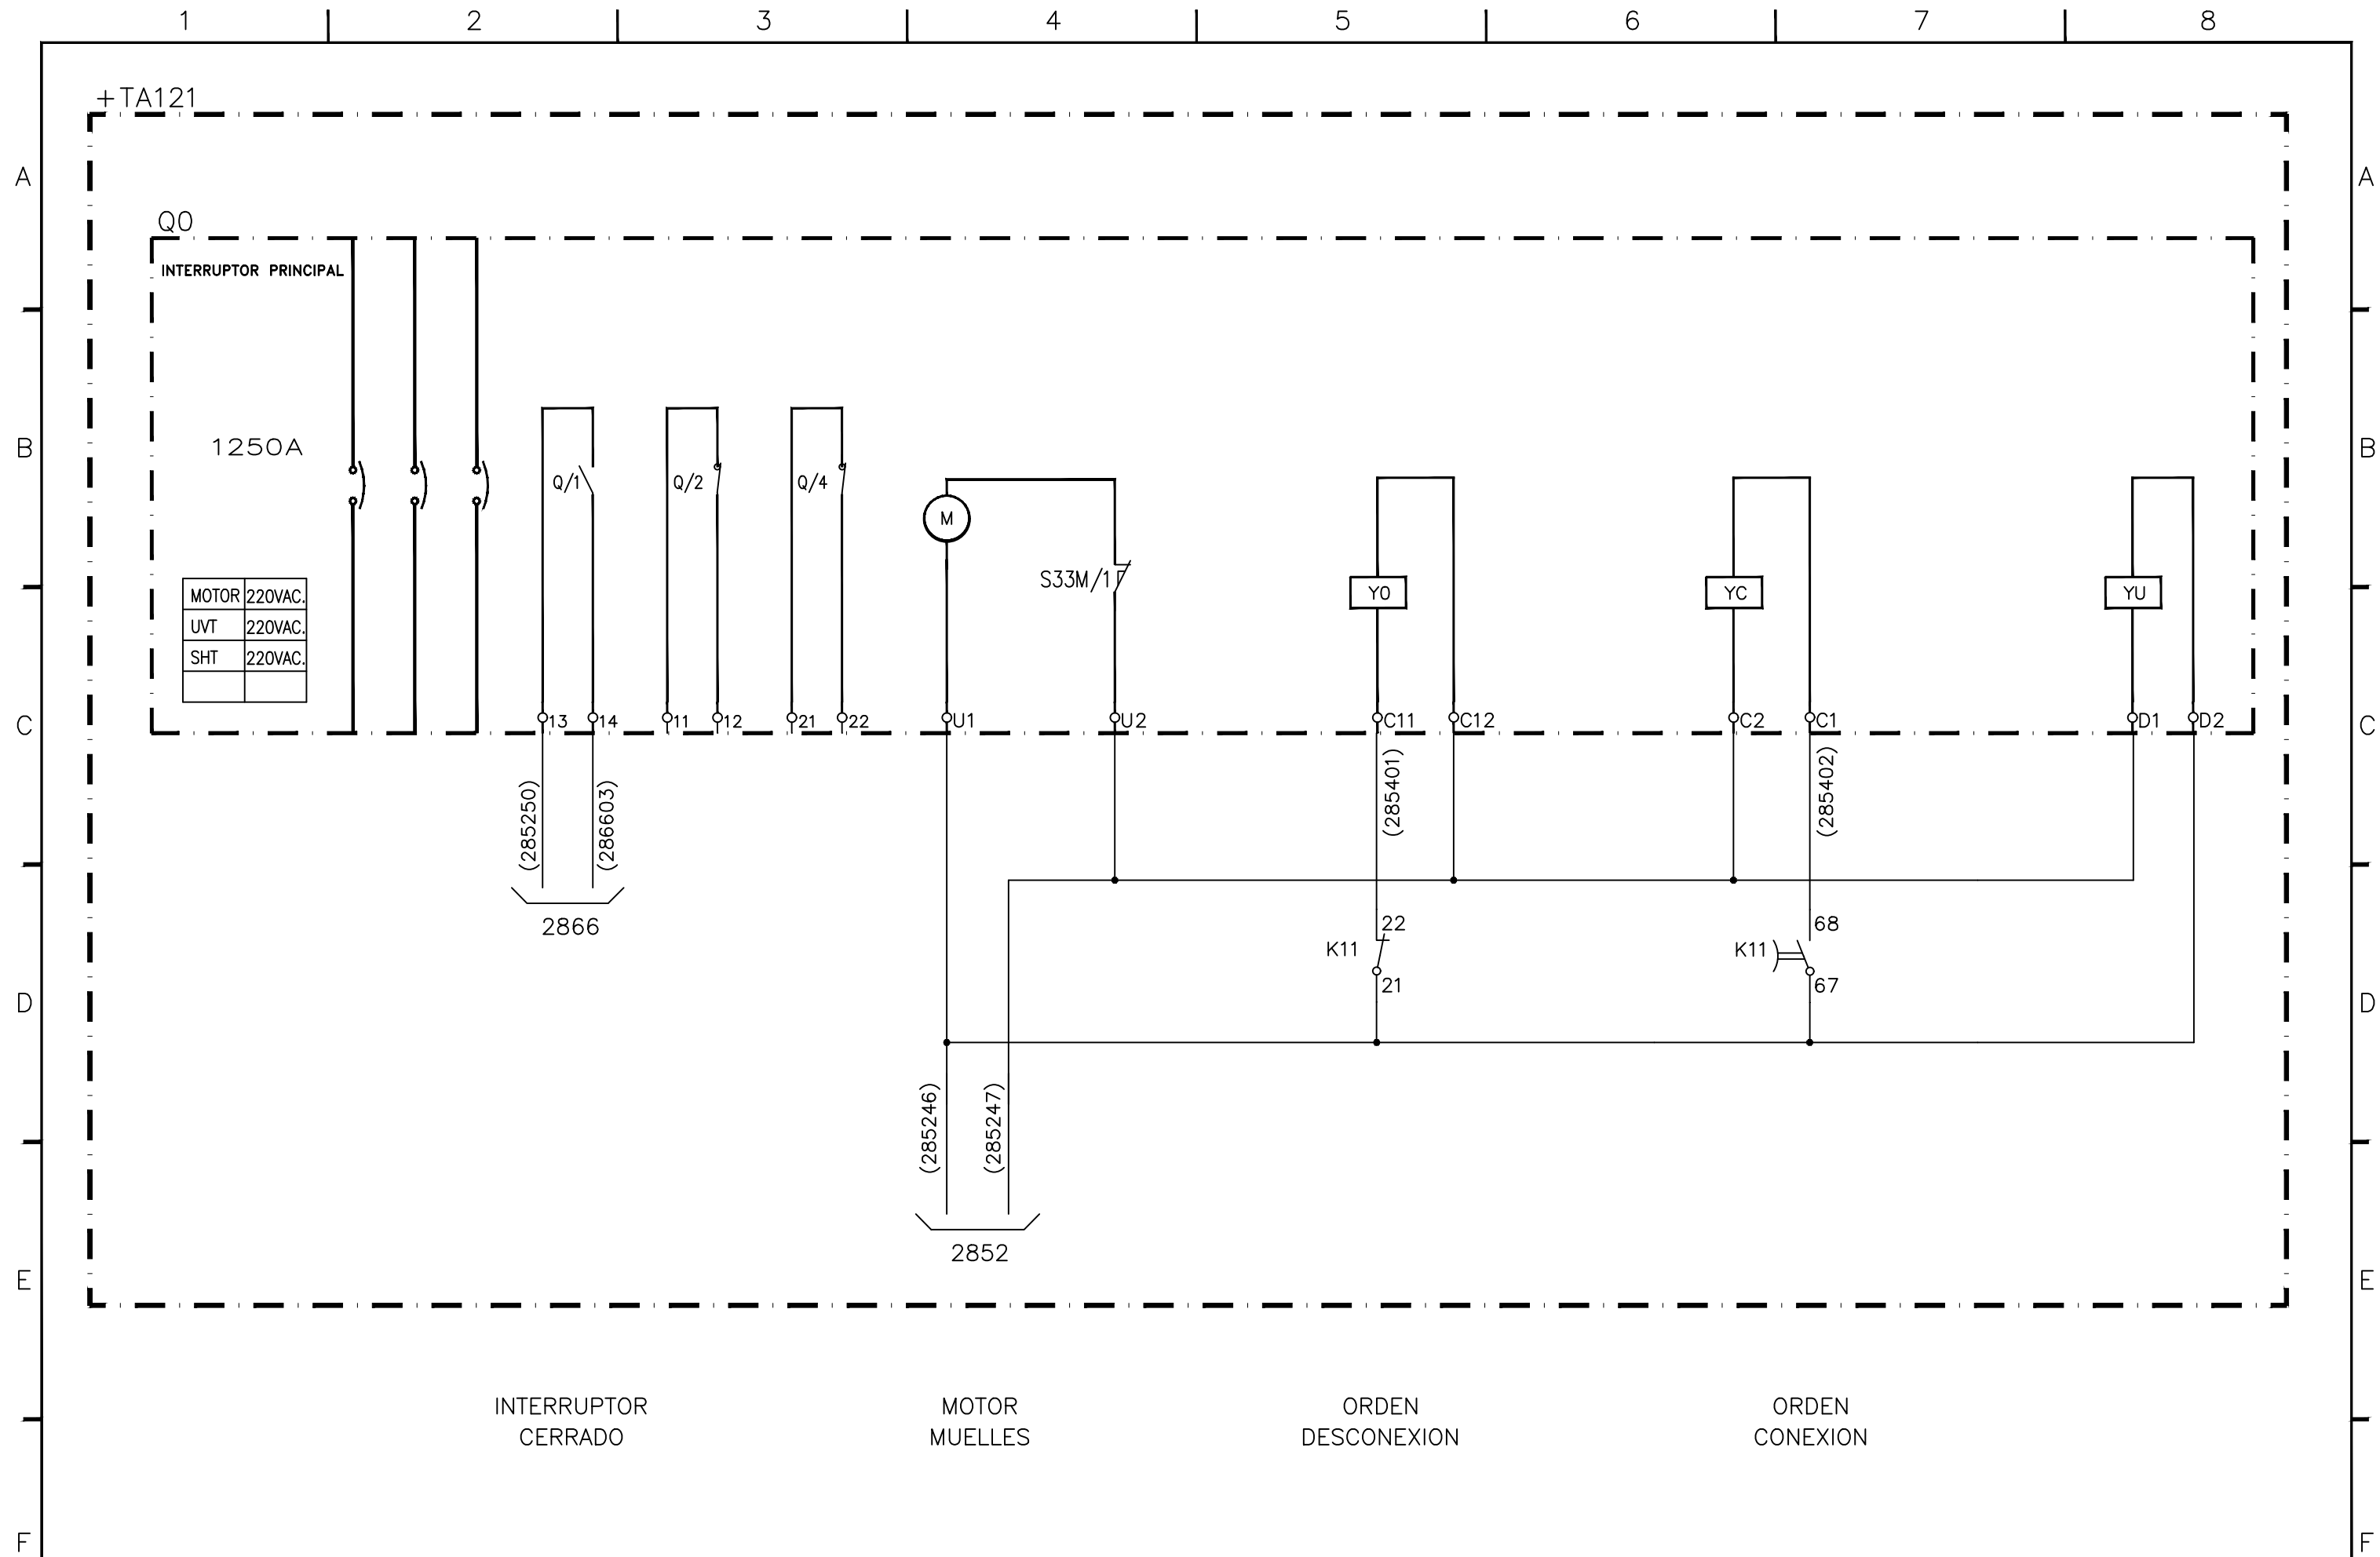 1 2 3 4 5 6 7 8
+TA121
A A
Q0
INTERRUPTOR PRINCIPAL
B 1250A B
Q/1 Q/2 Q/4
M
S33M/1
YO YC YU
MOTOR 220VAC.
UVT 220VAC.
SHT 220VAC.
C 13 14 11 12 21 22 U1 U2 C11 C12 C2 C1 D1 D2 C
(285250) (286603) (285401) (285402)
2866
22 68
K11 K11
21 67
D D
(285246) (285247)
2852
E E
INTERRUPTOR
CERRADO
MOTOR
MUELLES
ORDEN
DESCONEXION
ORDEN
CONEXION
F F